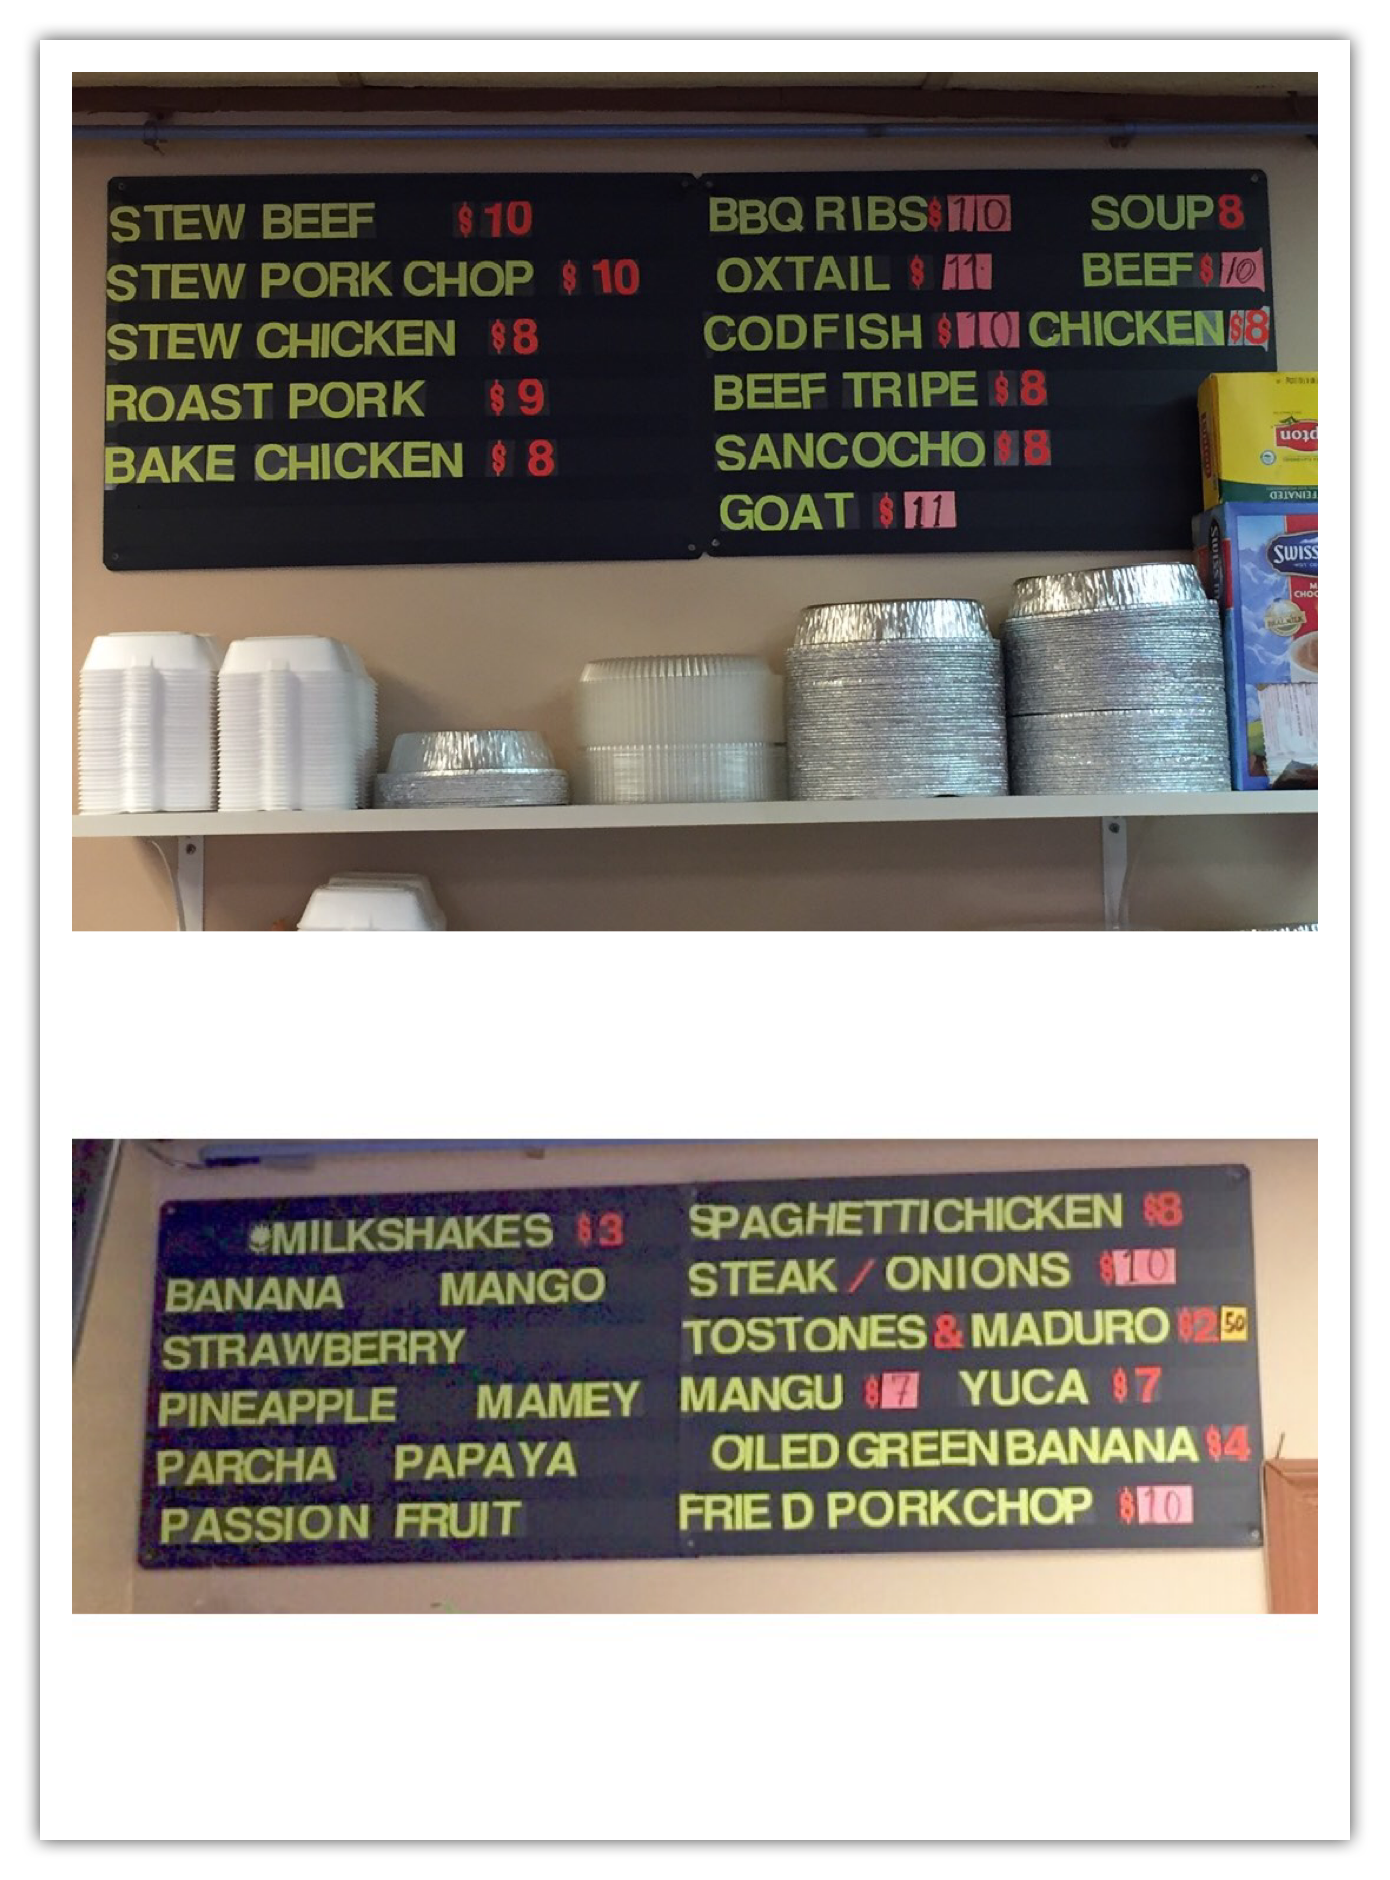 STEW BEEF $10
STEW PORK CHOP $10
STEW CHICKEN $8
ROAST PORK $9
BAKE CHICKEN $8
BBQ RIBS $10 SOUP 8
OXTAIL $11 BEEF $10
CODFISH $10 CHICKEN $8
BEEF TRIPE $8
SANCOCHO $8
GOAT $11
SWISS
MILKSHAKES $3
BANANA MANGO
STRAWBERRY
PINEAPPLE MAMEY
PARCHA PAPAYA
PASSION FRUIT
SPAGHETTI CHICKEN $8
STEAK / ONIONS $10
TOSTONES & MADURO $2 50
MANGU $7 YUCA $7
OILED GREEN BANANA $4
FRIED PORKCHOP $10